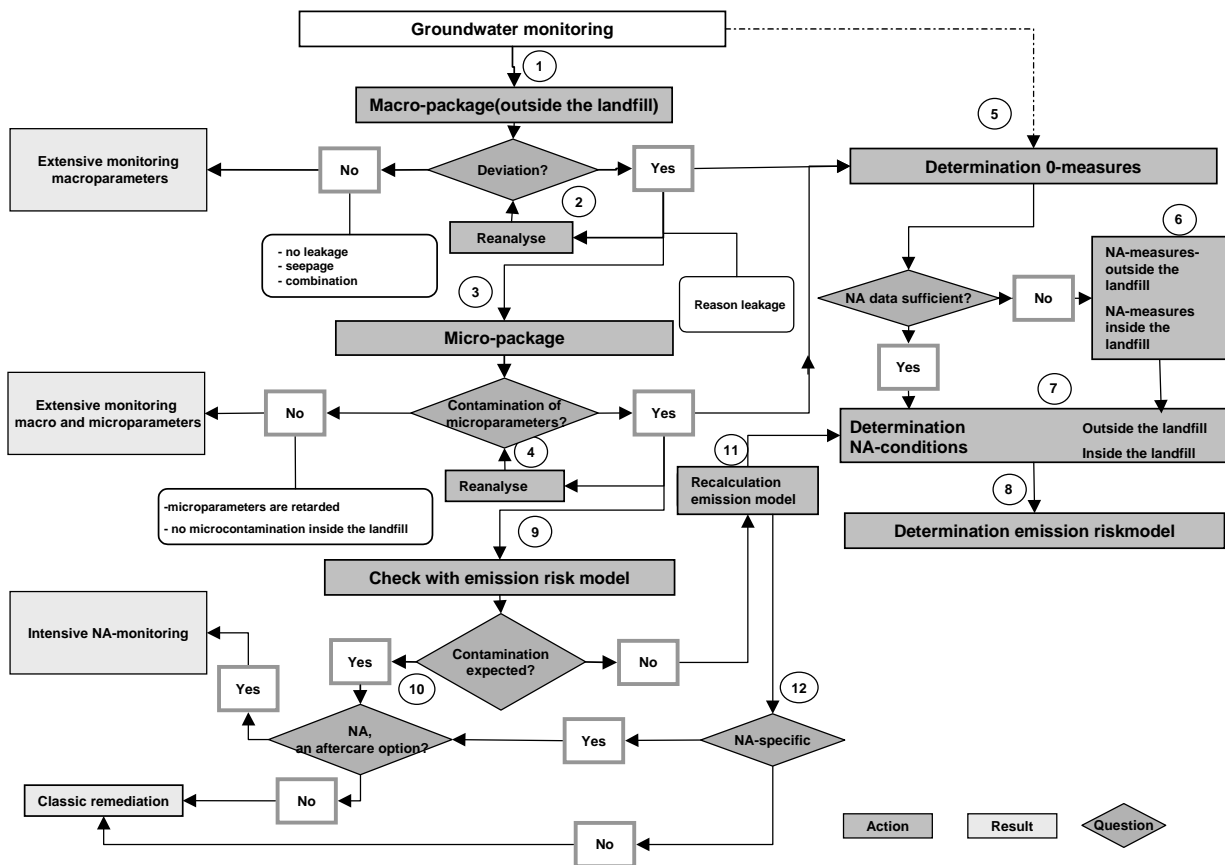 Groundwater monitoring
1
Macro-package(outside the landfill)
5
Extensive monitoring
macroparameters
No
Deviation?
Yes
Determination 0-measures
2
Reanalyse
- no leakage
- seepage
- combination
6
NA-measures-
outside the
landfill
NA-measures
inside the
landfill
3
Reason leakage
NA data sufficient?
No
Micro-package
Yes
Extensive monitoring
macro and microparameters
No
Contamination of
microparameters?
Yes
7
Determination
NA-conditions
Outside the landfill
Inside the landfill
4
Reanalyse
11
Recalculation
emission model
-microparameters are retarded
- no microcontamination inside the landfill
8
Determination emission riskmodel
9
Check with emission risk model
Intensive NA-monitoring
Yes
Contamination
expected?
No
Yes
10
12
NA,
an aftercare option?
Yes
NA-specific
Classic remediation
No
No
Action
Result
Question